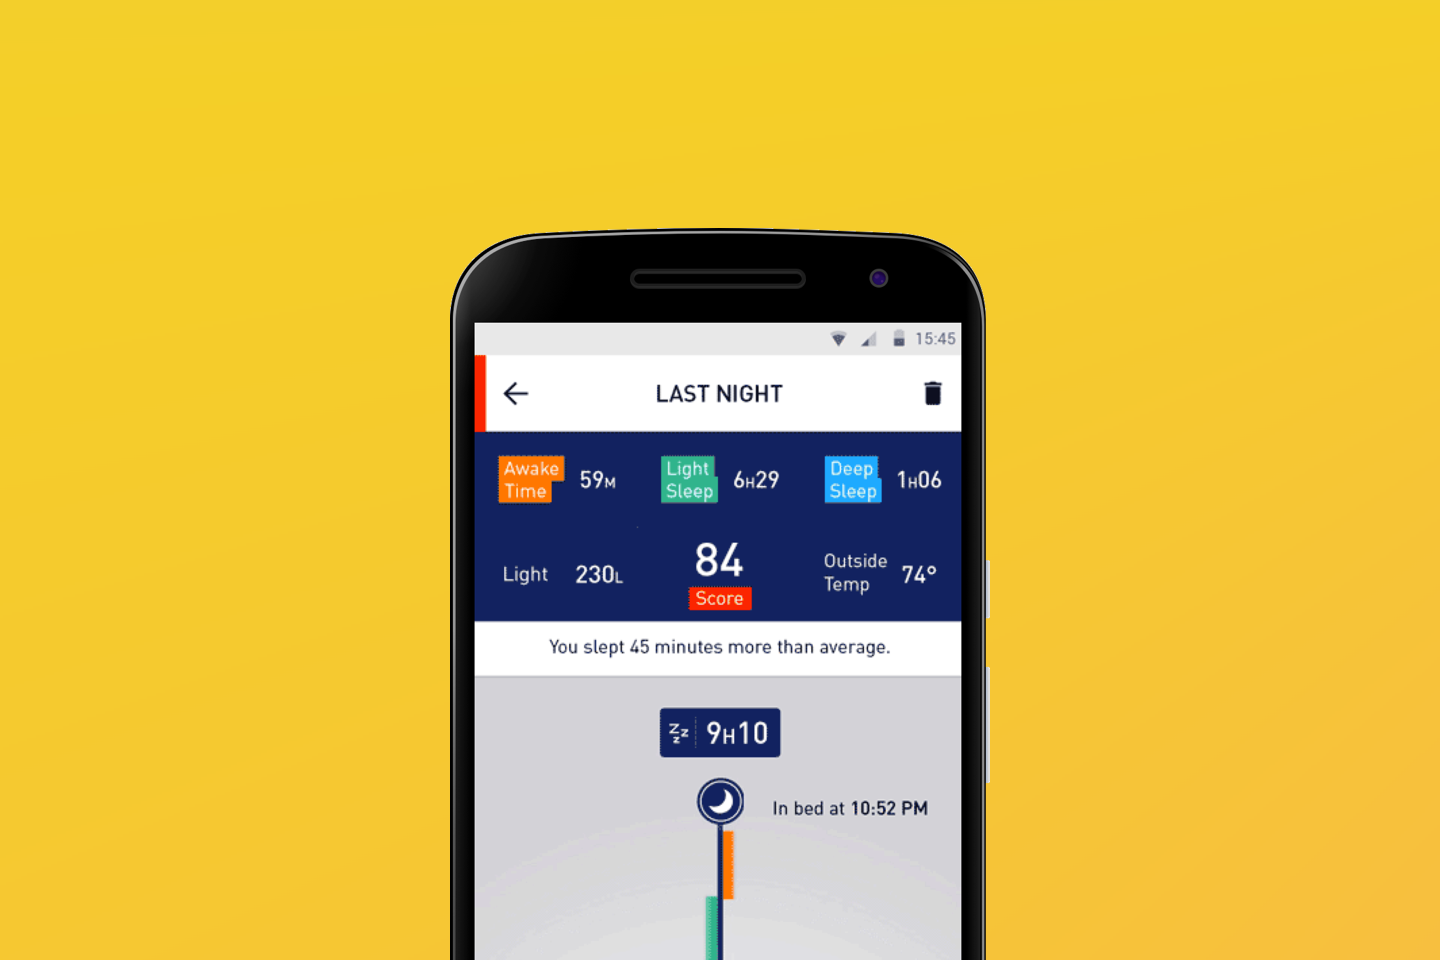 15:45
LAST NIGHT
Awake
Time
59M
Light
Sleep
6H29
Deep
Sleep
1H06
Light
230L
84
Score
Outside
Temp
74°
You slept 45 minutes more than average.
Zzz 9H10
In bed at 10:52 PM